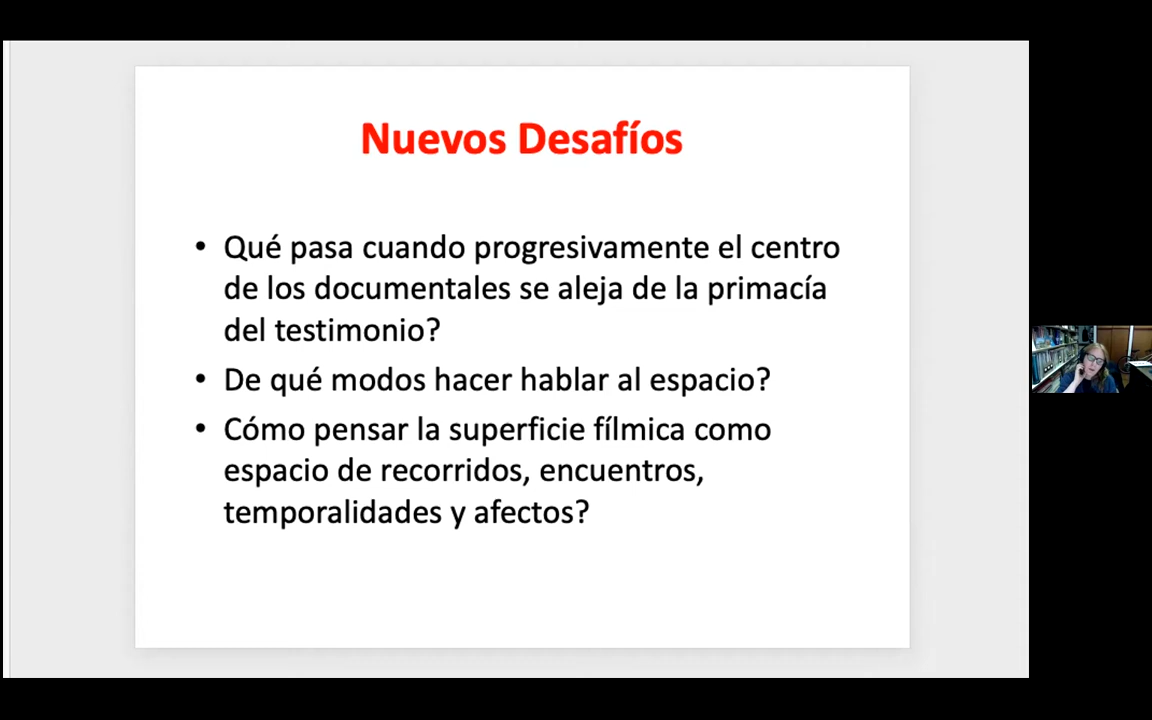 Nuevos Desafíos
• Qué pasa cuando progresivamente el centro
de los documentales se aleja de la primacía
del testimonio?
• De qué modos hacer hablar al espacio?
• Cómo pensar la superficie fílmica como
espacio de recorridos, encuentros,
temporalidades y afectos?